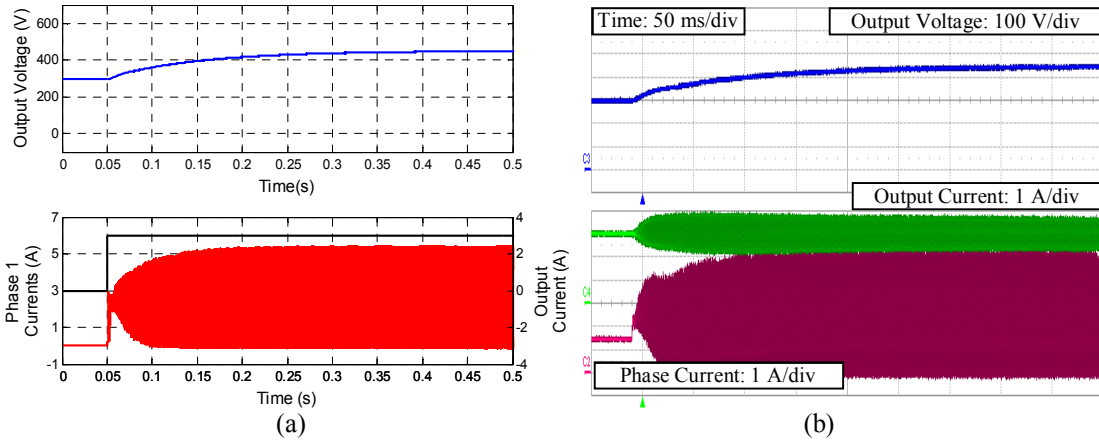 Output Voltage (V)
600
400
200
0
0 0.05 0.1 0.15 0.2 0.25 0.3 0.35 0.4 0.45 0.5
Time(s)
Phase 1
Currents (A)
7
5
3
1
-1
4
3
2
1
0
-1
-2
-3
-4
Output
Current (A)
0 0.05 0.1 0.15 0.2 0.25 0.3 0.35 0.4 0.45 0.5
Time (s)
(a)
Time: 50 ms/div
Output Voltage: 100 V/div
Output Current: 1 A/div
Phase Current: 1 A/div
(b)